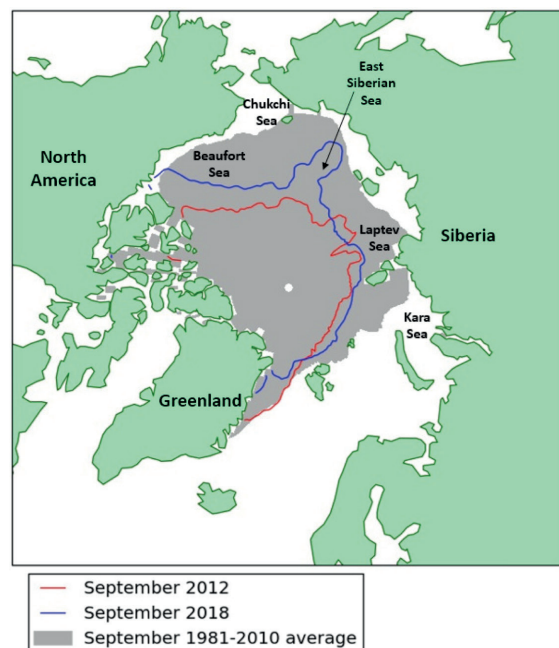 East
Siberian
Sea
Chukchi
Sea
North
America
Beaufort
Sea
Laptev
Sea
Siberia
Kara
Sea
Greenland
September 2012
September 2018
September 1981-2010 average